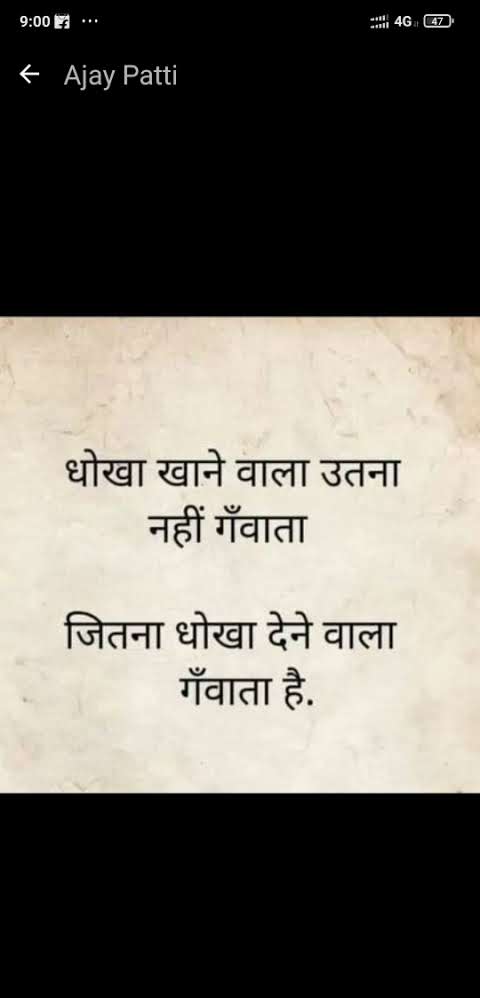 9:00 ...
4G 47
Ajay Patti
धोखा खाने वाला उतना
नहीं गँवाता
जितना धोखा देने वाला
गँवाता है.